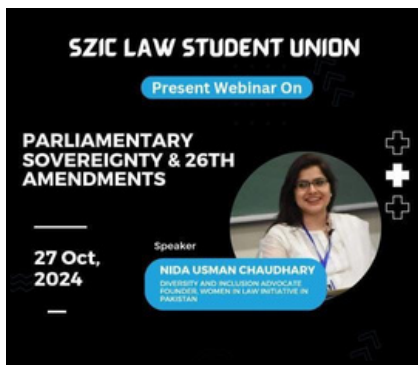 SZIC LAW STUDENT UNION
Present Webinar On
PARLIAMENTARY
SOVEREIGNTY & 26TH
AMENDMENTS
27 Oct,
2024
Speaker
NIDA USMAN CHAUDHARY
DIVERSITY AND INCLUSION ADVOCATE
FOUNDER, WOMEN IN LAW INITIATIVE IN
PAKISTAN